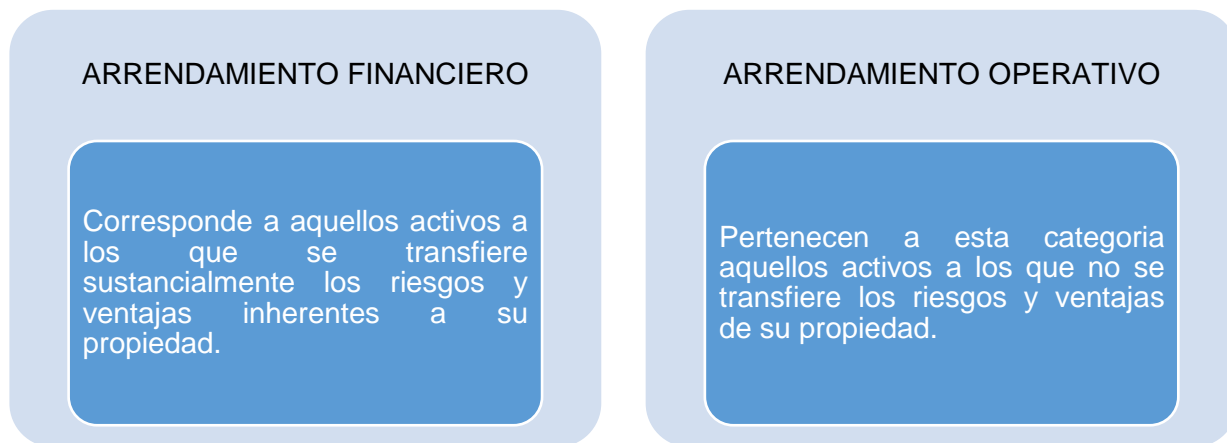 ARRENDAMIENTO FINANCIERO
Corresponde a aquellos activos a
los que se transfiere
sustancialmente los riesgos y
ventajas inherentes a su
propiedad.
ARRENDAMIENTO OPERATIVO
Pertenecen a esta categoria
aquellos activos a los que no se
transfiere los riesgos y ventajas
de su propiedad.